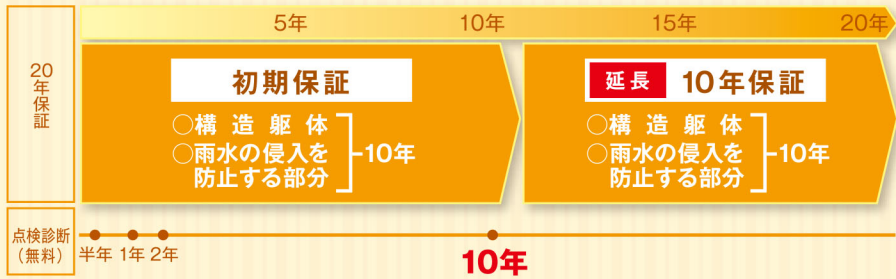 5年 10年 15年 20年
20年保証
初期保証
○構造躯体
○雨水の侵入を
防止する部分
10年
延長 10年保証
○構造躯体
○雨水の侵入を
防止する部分
10年
点検診断
（無料）
半年 1年 2年
10年